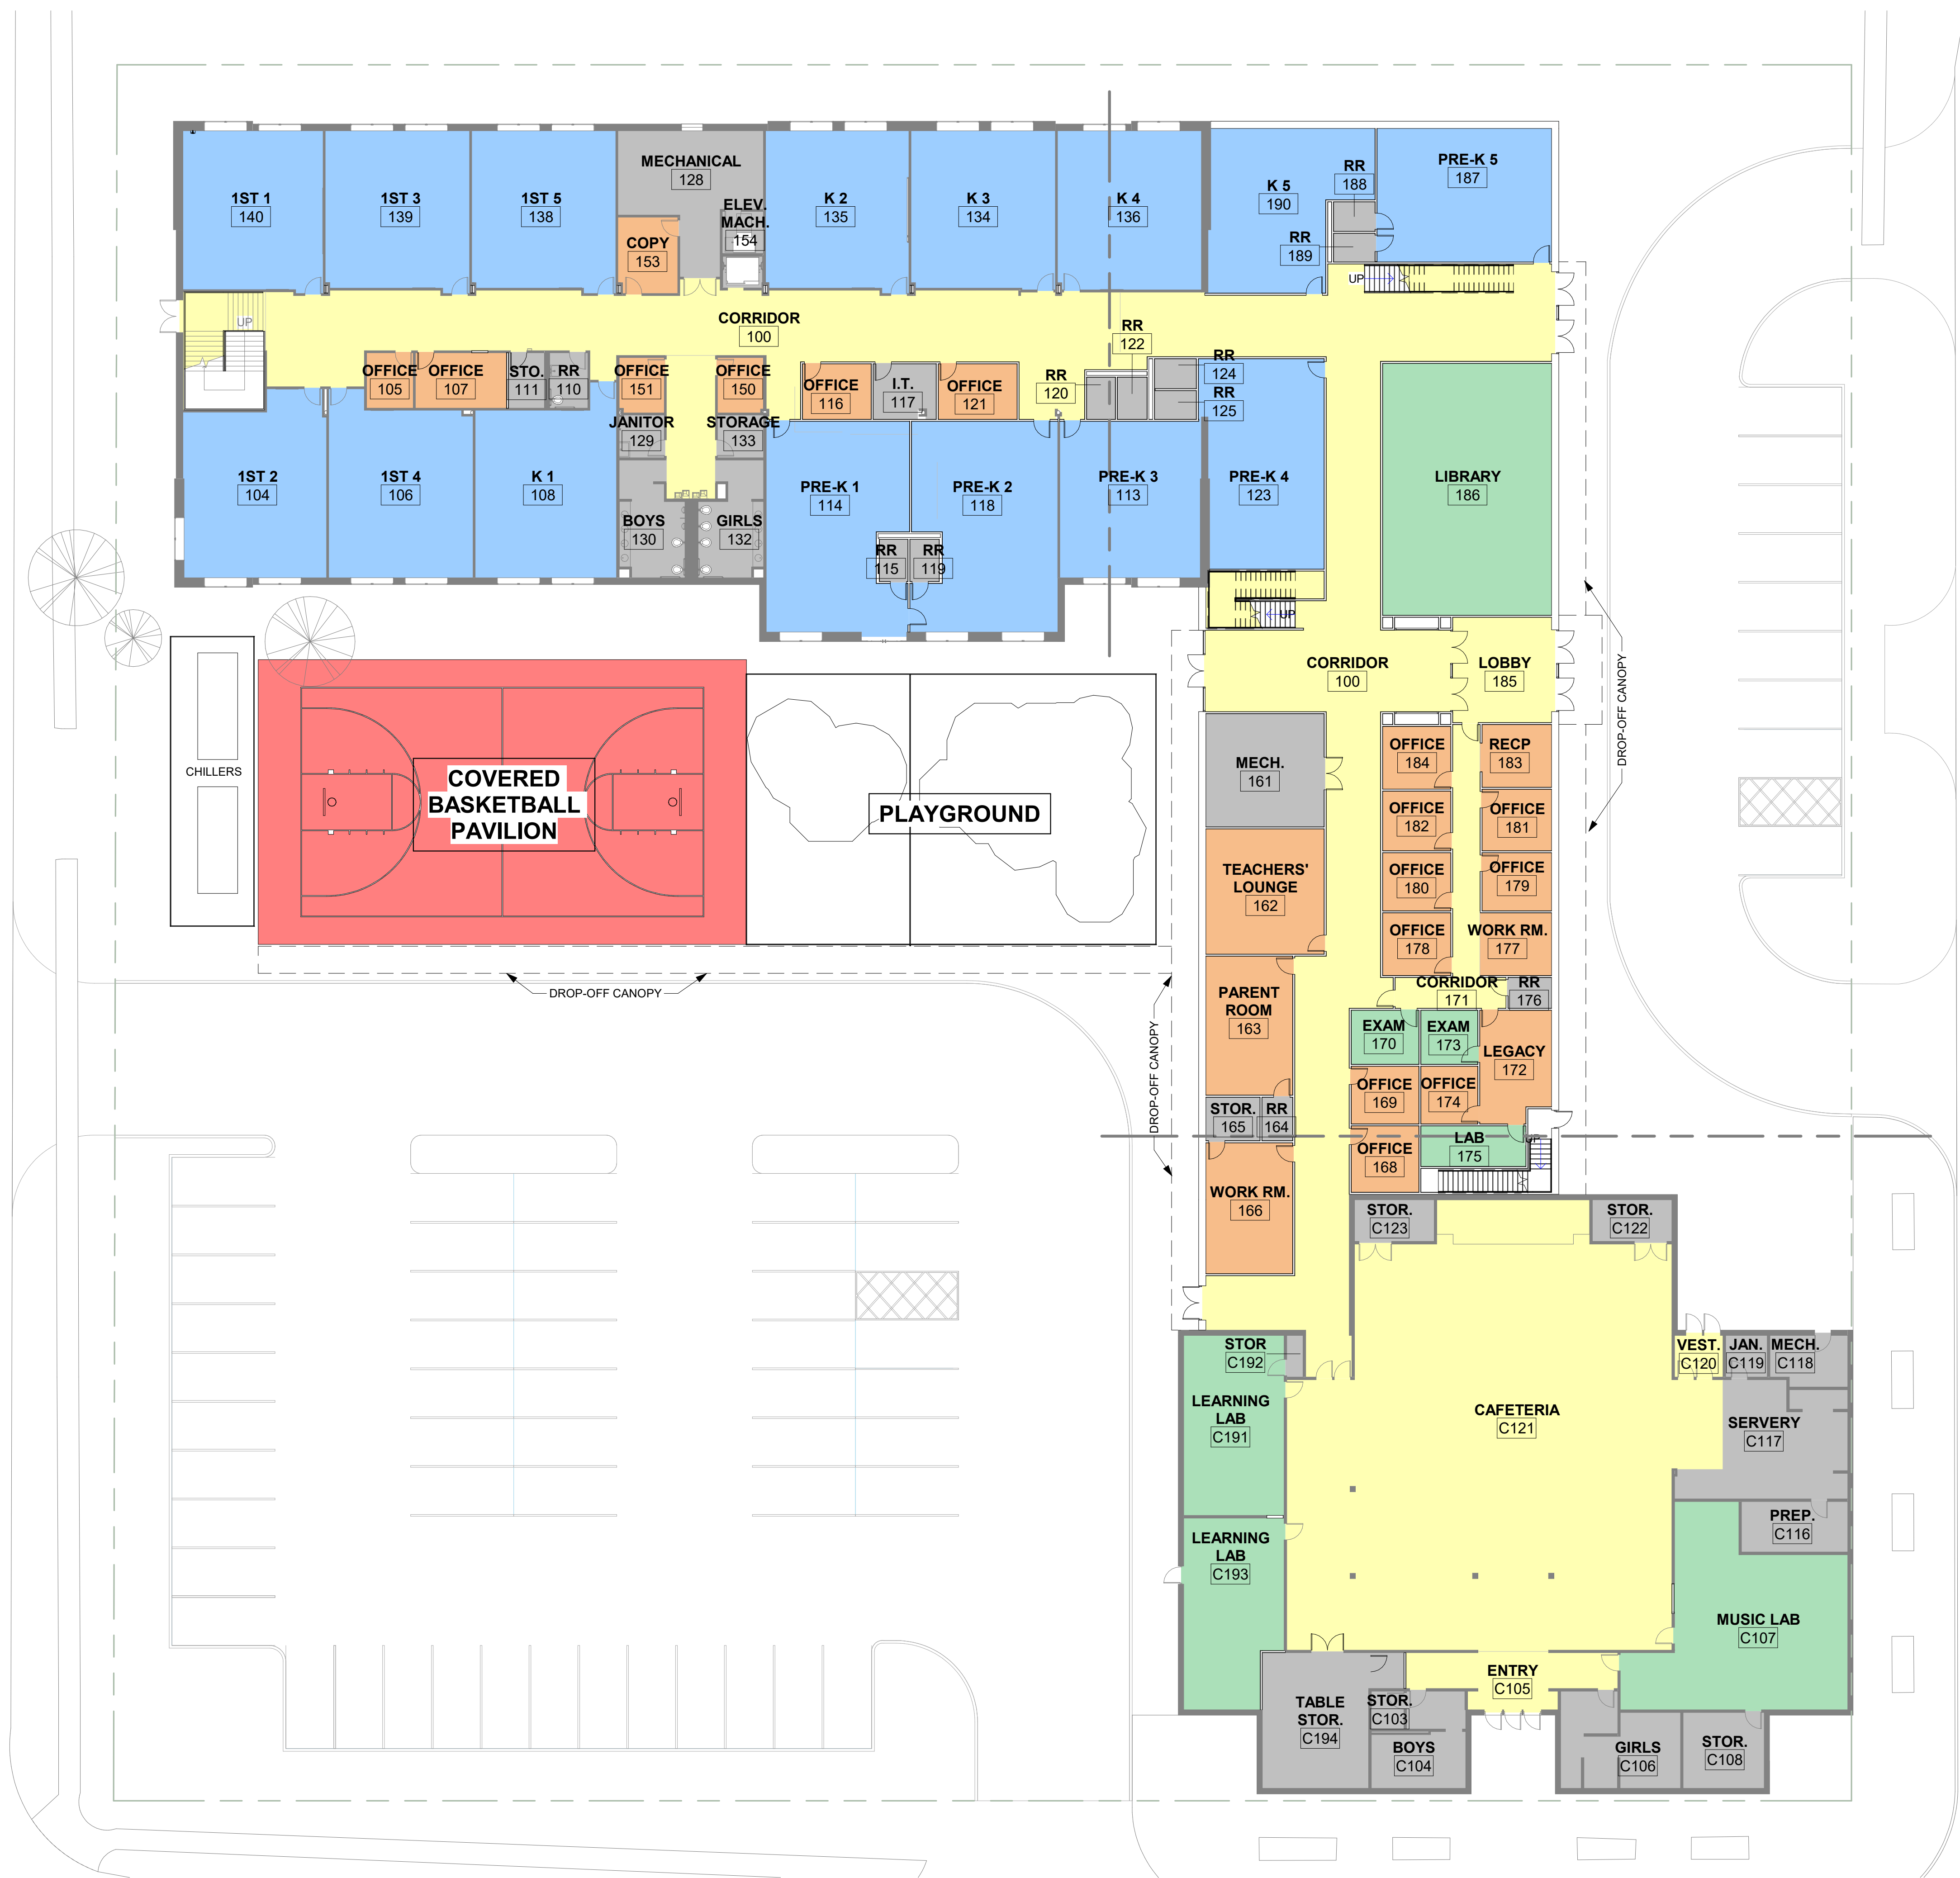 1ST 1
140
1ST 3
139
1ST 5
138
MECHANICAL
128
COPY
153
ELEV.
MACH.
154
K 2
135
K 3
134
K 4
136
K 5
190
RR
188
RR
189
PRE-K 5
187
UP
UP
CORRIDOR
100
RR
122
OFFICE
105
OFFICE
107
STO.
111
RR
110
OFFICE
151
OFFICE
150
OFFICE
116
I.T.
117
OFFICE
121
RR
120
RR
124
RR
125
JANITOR
129
STORAGE
133
1ST 2
104
1ST 4
106
K 1
108
BOYS
130
GIRLS
132
PRE-K 1
114
PRE-K 2
118
PRE-K 3
113
PRE-K 4
123
LIBRARY
186
RR
115
RR
119
UP
CORRIDOR
100
LOBBY
185
DROP-OFF CANOPY
CHILLERS
COVERED
BASKETBALL
PAVILION
PLAYGROUND
DROP-OFF CANOPY
DROP-OFF CANOPY
MECH.
161
OFFICE
184
RECP
183
OFFICE
182
OFFICE
181
TEACHERS'
LOUNGE
162
OFFICE
180
OFFICE
179
OFFICE
178
WORK RM.
177
CORRIDOR
171
RR
176
PARENT
ROOM
163
EXAM
170
EXAM
173
LEGACY
172
OFFICE
169
OFFICE
174
STOR.
165
RR
164
OFFICE
168
LAB
175
UP
WORK RM.
166
STOR.
C123
STOR.
C122
STOR
C192
VEST.
C120
JAN.
C119
MECH.
C118
LEARNING
LAB
C191
CAFETERIA
C121
SERVERY
C117
PREP.
C116
LEARNING
LAB
C193
MUSIC LAB
C107
ENTRY
C105
TABLE
STOR.
C194
STOR.
C103
BOYS
C104
GIRLS
C106
STOR.
C108